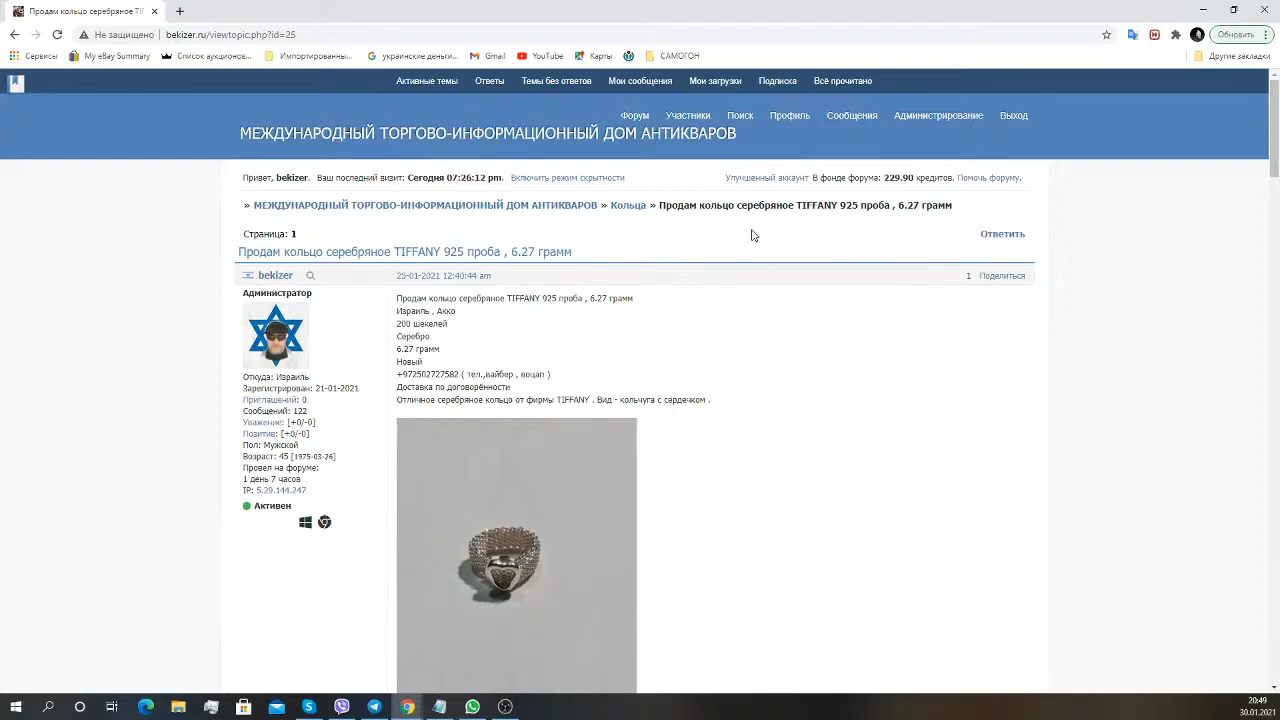 Продам кольцо серебряное TIF
Не защищено
bekizer.ru/viewtopic.php?id=25
Обновить
Сервисы
My eBay Summary
Список аукционов...
Импортированны...
украинские деньги...
Gmail
YouTube
Карты
САМОГОН
Другие закладки
Активные темы Ответы Темы без ответов Мои сообщения Мои загрузки Подписка Всё прочитано
Форум Участники Поиск Профиль Сообщения Администрирование Выход
МЕЖДУНАРОДНЫЙ ТОРГОВО-ИНФОРМАЦИОННЫЙ ДОМ АНТИКВАРОВ
Привет, bekizer. Ваш последний визит: Сегодня 07:26:12 pm. Включить режим скрытности
Улучшенный аккаунт В фонде форума: 229.90 кредитов. Помочь форуму.
» МЕЖДУНАРОДНЫЙ ТОРГОВО-ИНФОРМАЦИОННЫЙ ДОМ АНТИКВАРОВ » Кольца » Продам кольцо серебряное TIFFANY 925 проба , 6.27 грамм
Страница: 1
Ответить
Продам кольцо серебряное TIFFANY 925 проба , 6.27 грамм
bekizer
25-01-2021 12:40:44 am
1 Поделиться
Администратор
Откуда: Израиль
Зарегистрирован: 21-01-2021
Приглашений: 0
Сообщений: 122
Уважение: [+0/-0]
Позитив: [+0/-0]
Пол: Мужской
Возраст: 45 [1975-03-26]
Провел на форуме:
1 день 7 часов
IP: 5.29.144.247
Активен
Продам кольцо серебряное TIFFANY 925 проба , 6.27 грамм
Израиль , Акко
200 шекелей
Серебро
6.27 грамм
Новый
+972502727582 ( тел.,вайбер , воцап )
Доставка по договорённости
Отличное серебряное кольцо от фирмы TIFFANY . Вид - кольчуга с сердечком .
20:49
30.01.2021